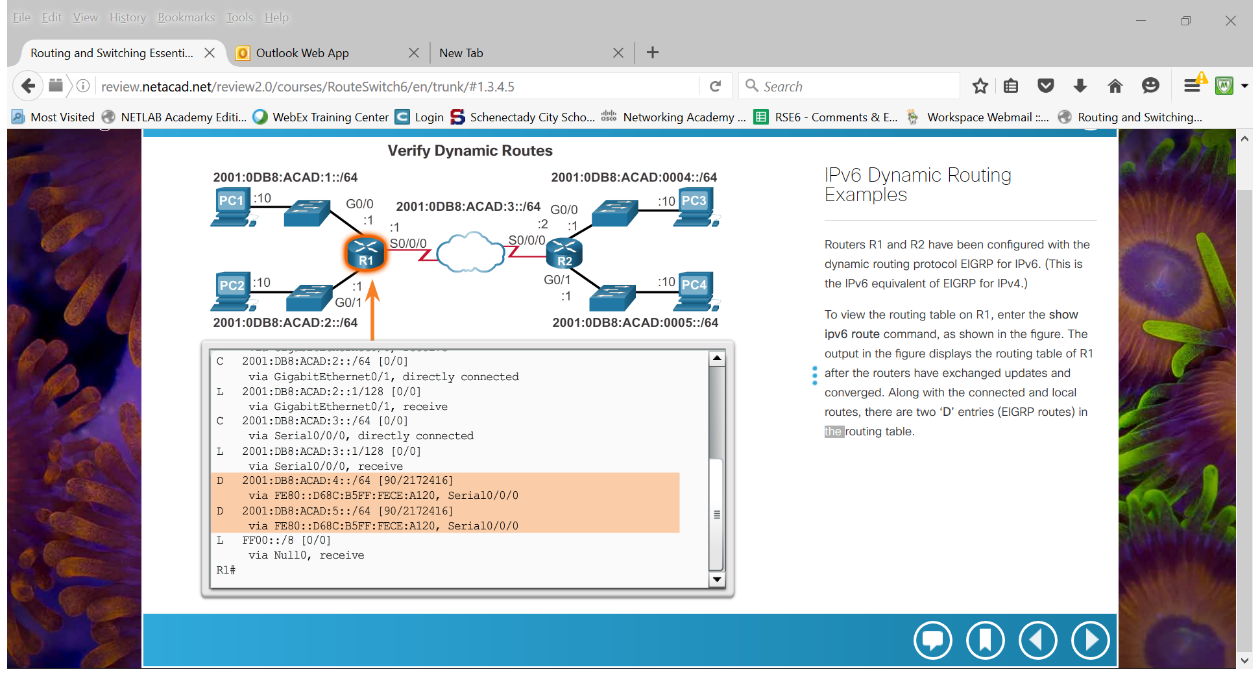 File Edit View History Bookmarks Tools Help
Routing and Switching Essenti... Outlook Web App New Tab
review.netacad.net/review2.0/courses/RouteSwitch6/en/trunk/#1.3.4.5 Search
Most Visited NETLAB Academy Editi... WebEx Training Center Login Schenectady City Scho... Networking Academy ... RSE6 - Comments & E... Workspace Webmail ::... Routing and Switching...
Verify Dynamic Routes
2001:0DB8:ACAD:1::/64 2001:0DB8:ACAD:0004::/64
PC1 :10 G0/0 2001:0DB8:ACAD:3::/64 G0/0 :10 PC3
:1 :1 :2 :1
S0/0/0 S0/0/0
R1 R2
PC2 :10 :1 G0/1 G0/1 :1 :10 PC4
2001:0DB8:ACAD:2::/64 2001:0DB8:ACAD:0005::/64
C 2001:DB8:ACAD:2::/64 [0/0]
via GigabitEthernet0/1, directly connected
L 2001:DB8:ACAD:2::1/128 [0/0]
via GigabitEthernet0/1, receive
C 2001:DB8:ACAD:3::/64 [0/0]
via Serial0/0/0, directly connected
L 2001:DB8:ACAD:3::1/128 [0/0]
via Serial0/0/0, receive
D 2001:DB8:ACAD:4::/64 [90/2172416]
via FE80::D68C:B5FF:FECE:A120, Serial0/0/0
D 2001:DB8:ACAD:5::/64 [90/2172416]
via FE80::D68C:B5FF:FECE:A120, Serial0/0/0
L FF00::/8 [0/0]
via Null0, receive
R1#
IPv6 Dynamic Routing
Examples
Routers R1 and R2 have been configured with the
dynamic routing protocol EIGRP for IPv6. (This is
the IPv6 equivalent of EIGRP for IPv4.)
To view the routing table on R1, enter the show
ipv6 route command, as shown in the figure. The
output in the figure displays the routing table of R1
after the routers have exchanged updates and
converged. Along with the connected and local
routes, there are two ‘D’ entries (EIGRP routes) in
the routing table.